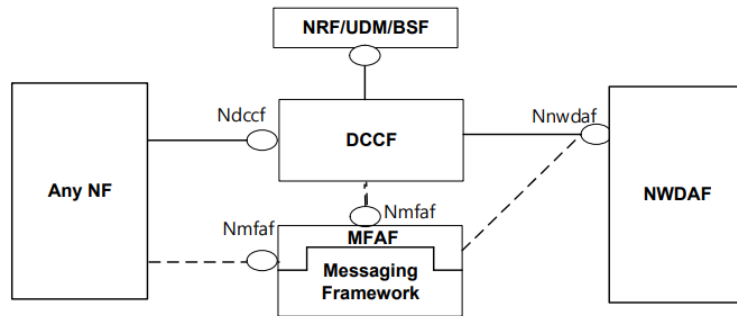 NRF/UDM/BSF
Ndccf
Nnwdaf
DCCF
Any NF
NWDAF
Nmfaf
Nmfaf
MFAF
Messaging
Framework